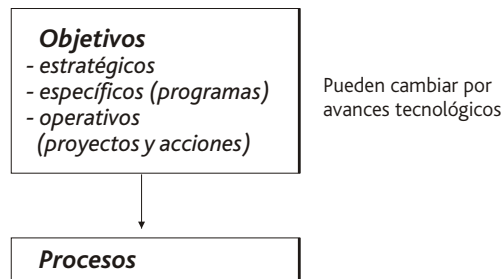 Objetivos
- estratégicos
- específicos (programas)
- operativos
(proyectos y acciones)
Pueden cambiar por
avances tecnológicos
Procesos